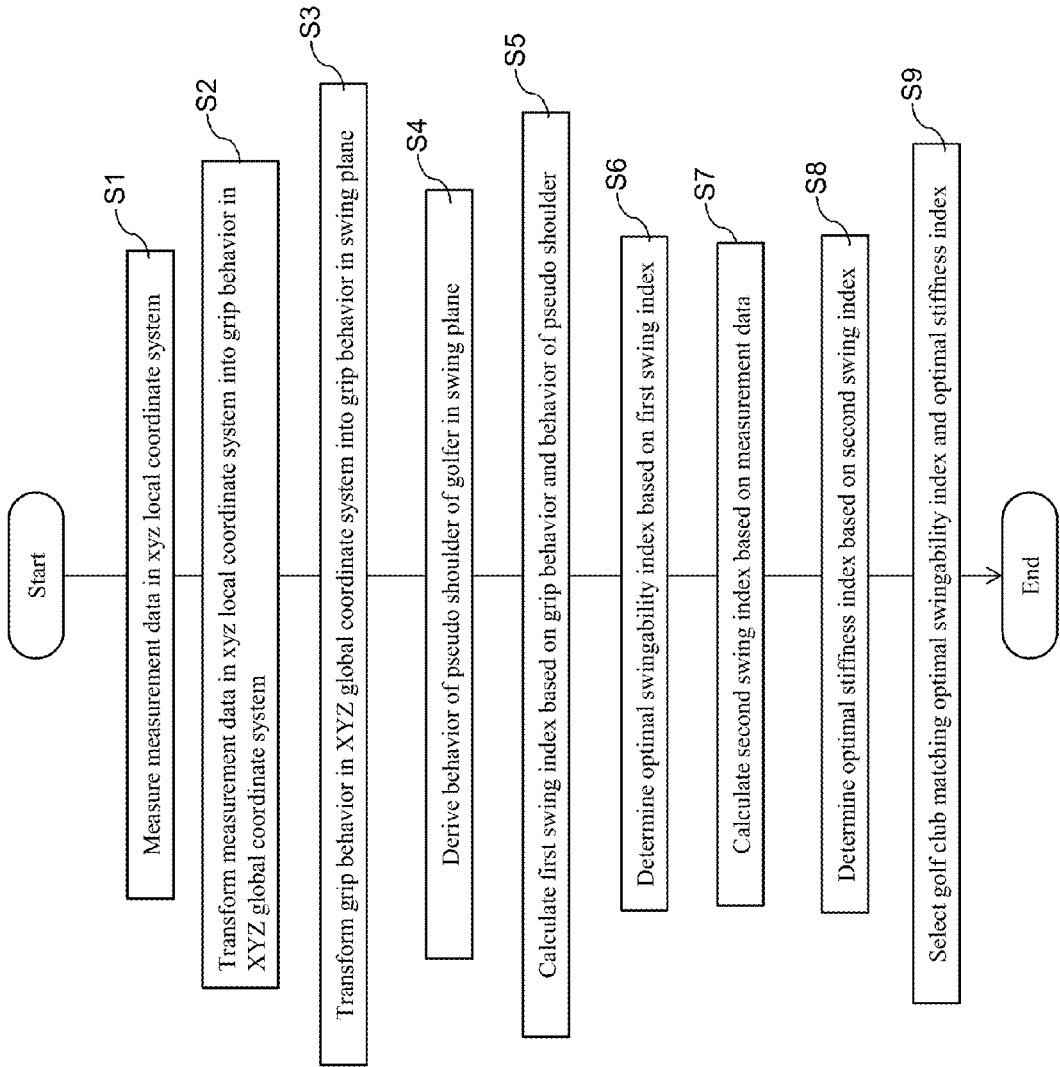 Start
S1
Measure measurement data in xyz local coordinate system
S2
Transform measurement data in xyz local coordinate system into grip behavior in
XYZ global coordinate system
S3
Transform grip behavior in XYZ global coordinate system into grip behavior in swing plane
S4
Derive behavior of pseudo shoulder of golfer in swing plane
S5
Calculate first swing index based on grip behavior and behavior of pseudo shoulder
S6
Determine optimal swingability index based on first swing index
S7
Calculate second swing index based on measurement data
S8
Determine optimal stiffness index based on second swing index
S9
Select golf club matching optimal swingability index and optimal stiffness index
End